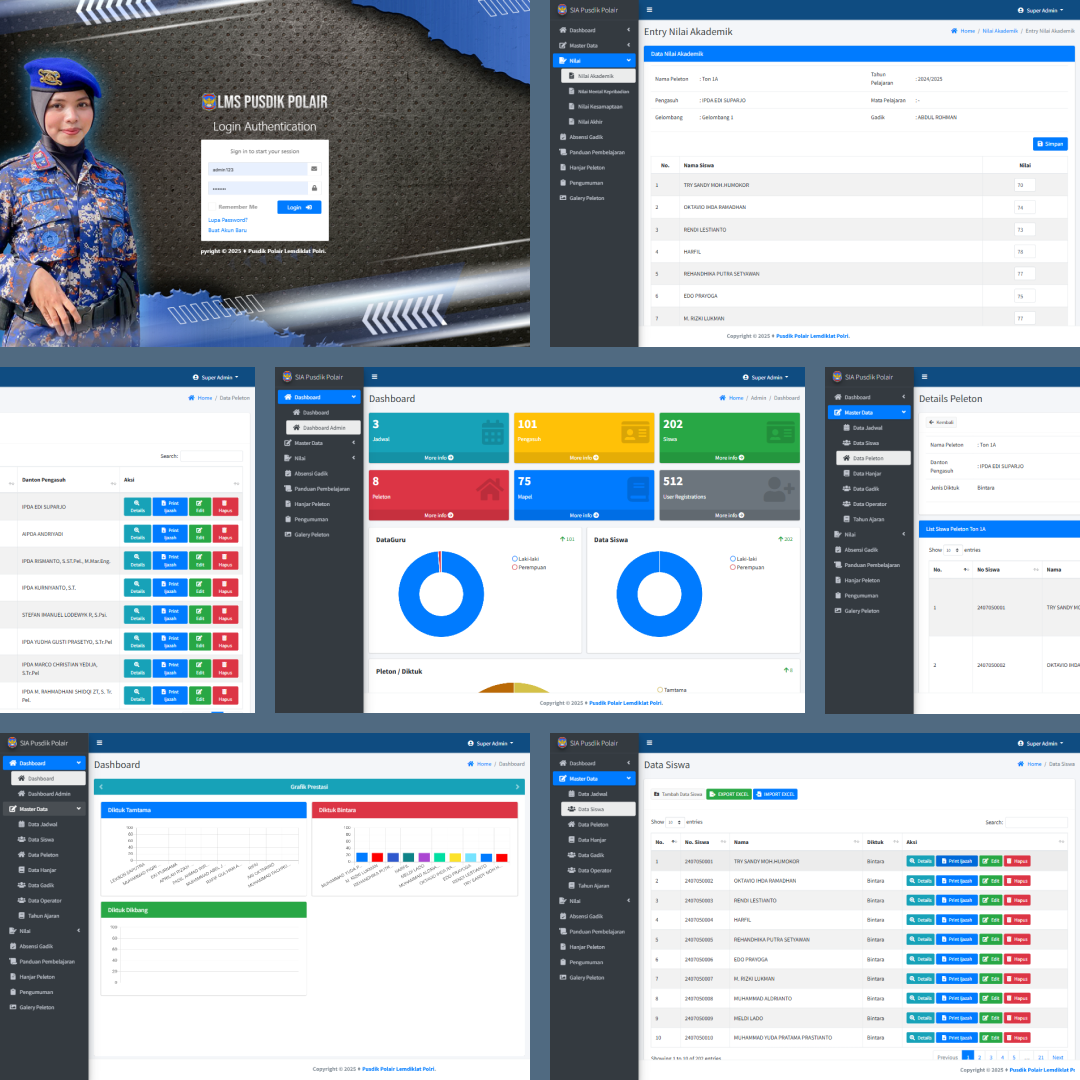 LMS PUSDIK POLAIR
Login Authentication
Sign in to start your session
admin123
Remember Me
Login
Lupa Password?
Buat Akun Baru
pyright © 2025 Pusdik Polair Lemdiklat Polri.
SIA Pusdik Polair
Super Admin
Dashboard
Master Data
Nilai
Nilai Akademik
Nilai Mental Kepribadian
Nilai Kesamaptaan
Nilai Akhir
Absensi Gadik
Panduan Pembelajaran
Hanjar Peleton
Pengumuman
Galery Peleton
Entry Nilai Akademik
Home / Nilai Akademik / Entry Nilai Akademik
Data Nilai Akademik
Nama Peleton : Ton 1A
Tahun Pelajaran : 2024/2025
Pengasuh : IPDA EDI SUPARJO
Mata Pelajaran : -
Gelombang : Gelombang 1
Gadik : ABDUL ROHMAN
Simpan
No. Nama Siswa Nilai
1 TRY SANDY MOH.HUMOKOR 70
2 OKTAVIO IHDA RAMADHAN 74
3 RENDI LESTIANTO 73
4 HARFIL 78
5 REHANDHIKA PUTRA SETYAWAN 77
6 EDO PRAYOGA 76
7 M. RIZKI LUKMAN 77
Copyright © 2025 Pusdik Polair Lemdiklat Polri.
Super Admin
Home / Data Peleton
Search:
Danton Pengasuh Aksi
IPDA EDI SUPARJO Details Print Ijasah Edit Hapus
AIPDA ANDRIYADI Details Print Ijasah Edit Hapus
IPDA RISMANTO, S.ST.Pel., M.Mar.Eng. Details Print Ijasah Edit Hapus
IPDA KURNIYANTO, S.T. Details Print Ijasah Edit Hapus
STEFAN IMANUEL LODEWYK R, S.Psi. Details Print Ijasah Edit Hapus
IPDA YUDHA GUSTI PRASETYO, S.Tr.Pel Details Print Ijasah Edit Hapus
IPDA MARCO CHRISTIAN YEDIJA, S.Tr.Pel Details Print Ijasah Edit Hapus
IPDA M. RAHMADHANI SHIDQI ZT, S. Tr. Pel. Details Print Ijasah Edit Hapus
SIA Pusdik Polair
Super Admin
Dashboard
Dashboard
Dashboard Admin
Master Data
Nilai
Absensi Gadik
Panduan Pembelajaran
Hanjar Peleton
Pengumuman
Galery Peleton
Dashboard
Home / Admin / Dashboard
3
Jadwal
More info
101
Pengasuh
More info
202
Siswa
More info
8
Peleton
More info
75
Mapel
More info
512
User Registrations
More info
DataGuru 101
Laki-laki
Perempuan
Data Siswa 202
Laki-laki
Perempuan
Pleton / Diktuk 8
Tamtama
Copyright © 2025 Pusdik Polair Lemdiklat Polri.
SIA Pusdik Polair
Dashboard
Master Data
Data Jadwal
Data Siswa
Data Peleton
Data Hanjar
Data Gadik
Data Operator
Tahun Ajaran
Nilai
Absensi Gadik
Panduan Pembelajaran
Hanjar Peleton
Pengumuman
Galery Peleton
Details Peleton
Kembali
Nama Peleton : Ton 1A
Danton Pengasuh : IPDA EDI SUPARJO
Jenis Diktuk Bintara
List Siswa Peleton Ton 1A
Show 10 entries
No. No Siswa Nama
1 2407050001 TRY SANDY MO
2 2407050002 OKTAVIO IHDA
SIA Pusdik Polair
Super Admin
Dashboard
Dashboard
Dashboard Admin
Master Data
Data Jadwal
Data Siswa
Data Peleton
Data Hanjar
Data Gadik
Data Operator
Tahun Ajaran
Nilai
Absensi Gadik
Panduan Pembelajaran
Hanjar Peleton
Pengumuman
Galery Peleton
Dashboard
Home / Dashboard
Grafik Prestasi
Diktuk Tamtama
100
80
60
40
20
0
Diktuk Bintara
100
80
60
40
20
0
Diktuk Dikbang
100
80
60
40
20
0
Copyright © 2025 Pusdik Polair Lemdiklat Polri.
SIA Pusdik Polair
Super Admin
Dashboard
Master Data
Data Jadwal
Data Siswa
Data Peleton
Data Hanjar
Data Gadik
Data Operator
Tahun Ajaran
Nilai
Absensi Gadik
Panduan Pembelajaran
Hanjar Peleton
Pengumuman
Galery Peleton
Data Siswa
Home / Data Siswa
Tambah Data Siswa EXPORT EXCEL IMPORT EXCEL
Show 10 entries
Search:
No. No. Siswa Nama Diktuk Aksi
1 2407050001 TRY SANDY MOH.HUMOKOR Bintara Details Print Ijasah Edit Hapus
2 2407050002 OKTAVIO IHDA RAMADHAN Bintara Details Print Ijasah Edit Hapus
3 2407050003 RENDI LESTIANTO Bintara Details Print Ijasah Edit Hapus
4 2407050004 HARFIL Bintara Details Print Ijasah Edit Hapus
5 2407050005 REHANDHIKA PUTRA SETYAWAN Bintara Details Print Ijasah Edit Hapus
6 2407050006 EDO PRAYOGA Bintara Details Print Ijasah Edit Hapus
7 2407050007 M. RIZKI LUKMAN Bintara Details Print Ijasah Edit Hapus
8 2407050008 MUHAMMAD ALDRIANTO Bintara Details Print Ijasah Edit Hapus
9 2407050009 MELDI LADO Bintara Details Print Ijasah Edit Hapus
10 2407050010 MUHAMMAD YUDA PRATAMA PRASTIANTO Bintara Details Print Ijasah Edit Hapus
Showing 1 to 10 of 202 entries
Previous 1 2 3 4 5 ... 21 Next
Copyright © 2025 Pusdik Polair Lemdiklat P